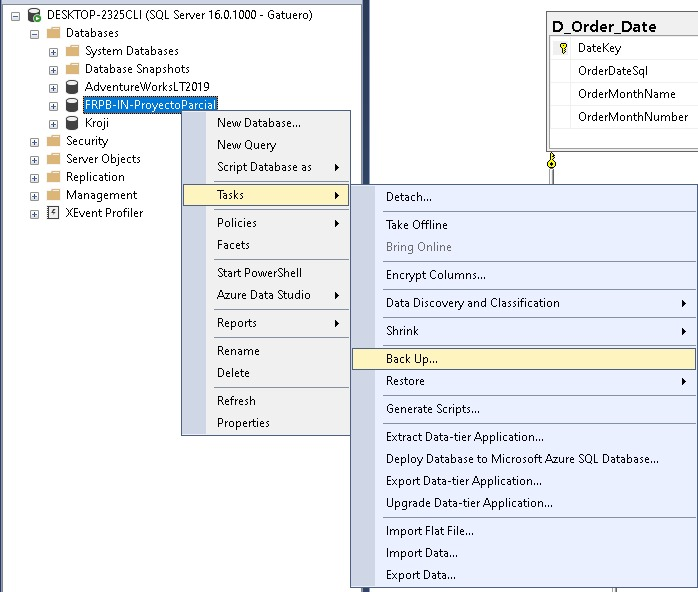 DESKTOP-2325CLI (SQL Server 16.0.1000 - Gatuero)
Databases
System Databases
Database Snapshots
AdventureWorksLT2019
FRPB-IN-ProyectoParcial
Kroji
Security
Server Objects
Replication
Management
XEvent Profiler
New Database...
New Query
Script Database as
Tasks
Policies
Facets
Start PowerShell
Azure Data Studio
Reports
Rename
Delete
Refresh
Properties
D_Order_Date
DateKey
OrderDateSql
OrderMonthName
OrderMonthNumber
Detach...
Take Offline
Bring Online
Encrypt Columns...
Data Discovery and Classification
Shrink
Back Up...
Restore
Generate Scripts...
Extract Data-tier Application...
Deploy Database to Microsoft Azure SQL Database...
Export Data-tier Application...
Upgrade Data-tier Application...
Import Flat File...
Import Data...
Export Data...